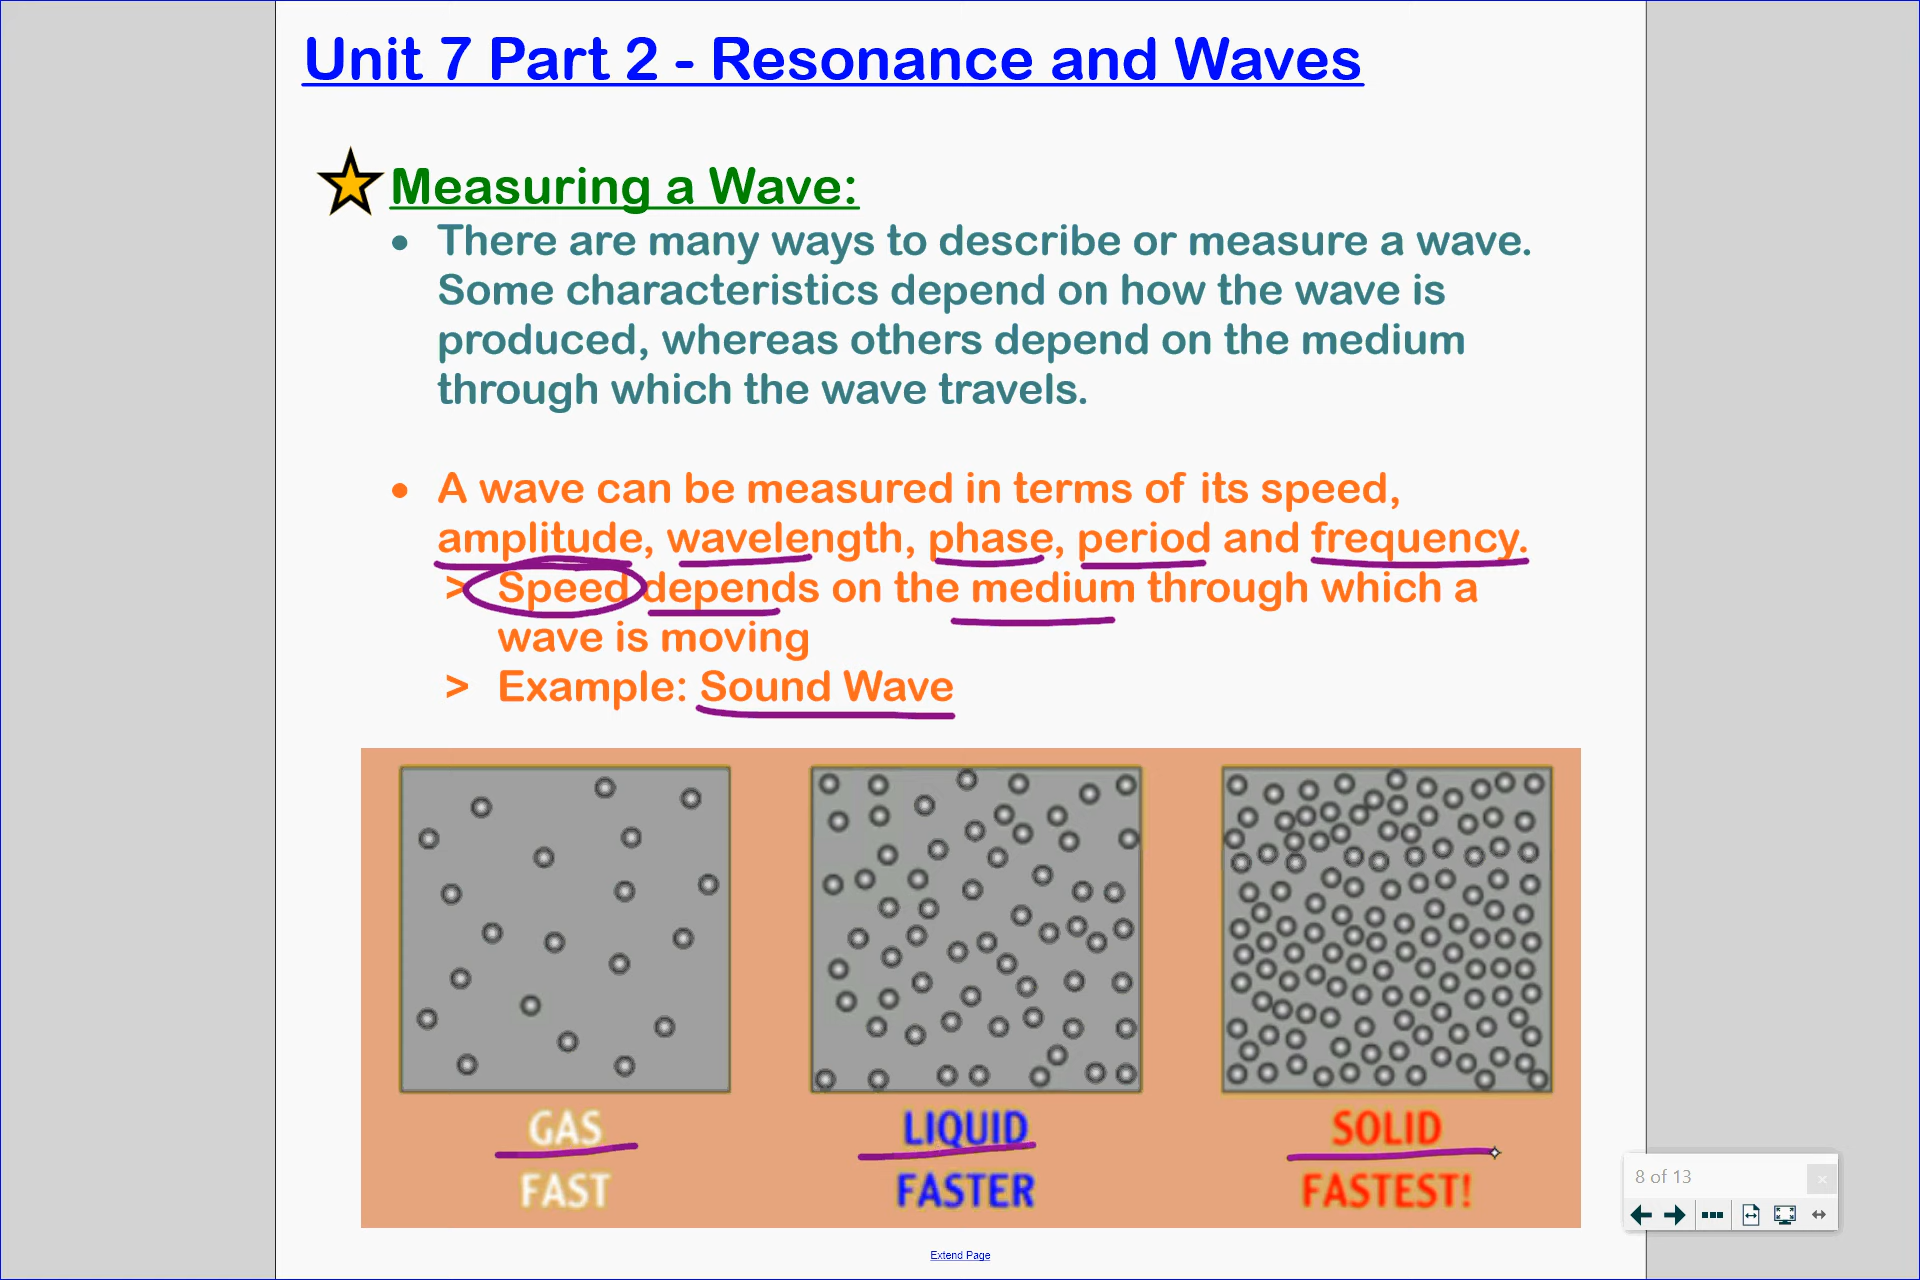 Unit 7 Part 2 - Resonance and Waves
Measuring a Wave:
• There are many ways to describe or measure a wave.
Some characteristics depend on how the wave is
produced, whereas others depend on the medium
through which the wave travels.
• A wave can be measured in terms of its speed,
amplitude, wavelength, phase, period and frequency.
> Speed depends on the medium through which a
wave is moving
> Example: Sound Wave
GAS LIQUID SOLID
FAST FASTER FASTEST!
8 of 13
Extend Page